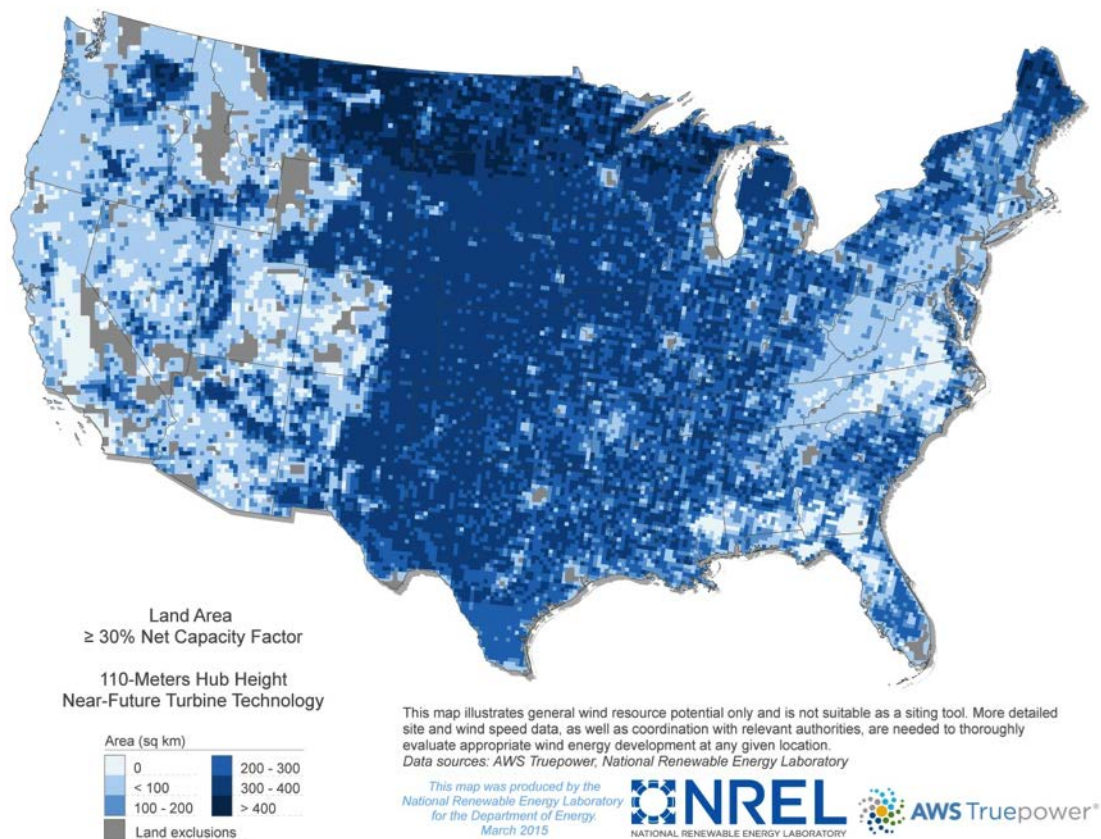 Land Area
≥ 30% Net Capacity Factor
110-Meters Hub Height
Near-Future Turbine Technology
Area (sq km)
0
< 100
100 - 200
200 - 300
300 - 400
> 400
Land exclusions
This map illustrates general wind resource potential only and is not suitable as a siting tool. More detailed
site and wind speed data, as well as coordination with relevant authorities, are needed to thoroughly
evaluate appropriate wind energy development at any given location.
Data sources: AWS Truepower, National Renewable Energy Laboratory
This map was produced by the
National Renewable Energy Laboratory
for the Department of Energy.
March 2015
NREL
NATIONAL RENEWABLE ENERGY LABORATORY
AWS Truepower®